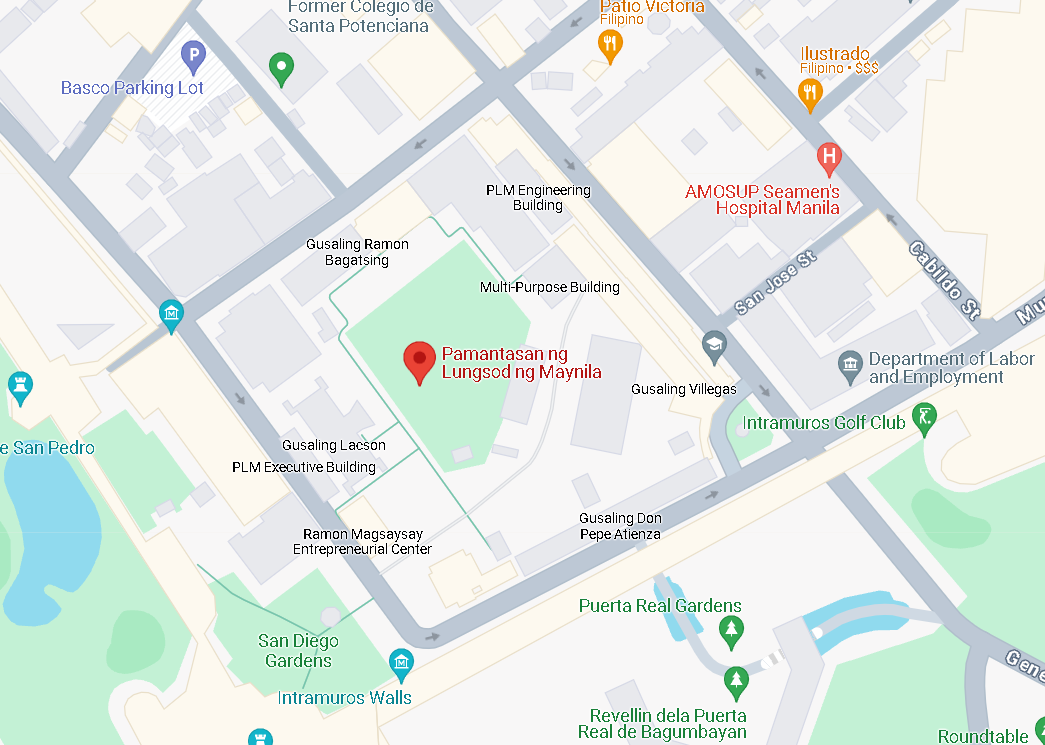 Former Colegio de
Santa Potenciana
Patio Victoria
Filipino
Ilustrado
Filipino • $$$
P
Basco Parking Lot
H
AMOSUP Seamen's
Hospital Manila
PLM Engineering
Building
Gusaling Ramon
Bagatsing
Multi-Purpose Building
San Jose St
Cabildo St
Mu
Pamantasan ng
Lungsod ng Maynila
Department of Labor
and Employment
Gusaling Villegas
Intramuros Golf Club
e San Pedro
Gusaling Lacson
PLM Executive Building
Ramon Magsaysay
Entrepreneurial Center
Gusaling Don
Pepe Atienza
Puerta Real Gardens
San Diego
Gardens
Intramuros Walls
Gene
Revellin dela Puerta
Real de Bagumbayan
Roundtable